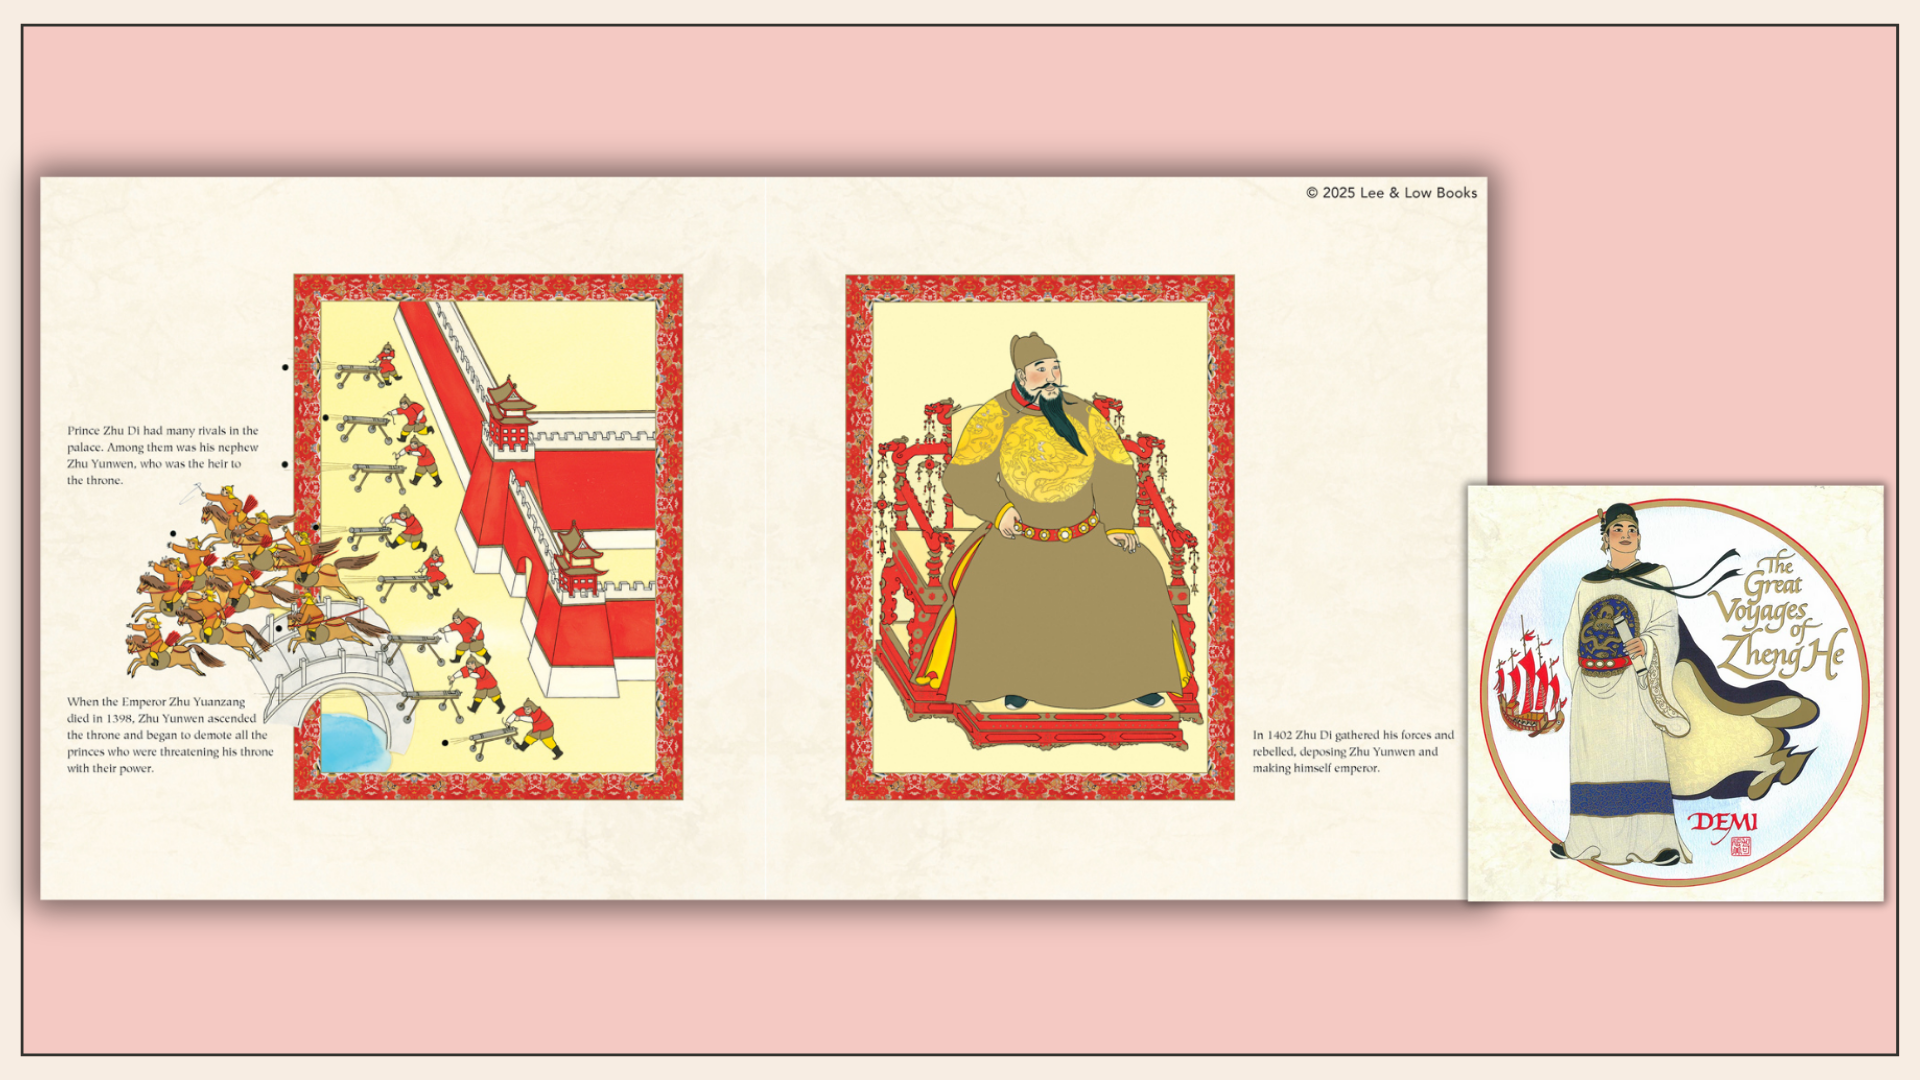 © 2025 Lee & Low Books
Prince Zhu Di had many rivals in the
palace. Among them was his nephew
Zhu Yunwen, who was the heir to
the throne.
When the Emperor Zhu Yuanzang
died in 1398, Zhu Yunwen ascended
the throne and began to demote all the
princes who were threatening his throne
with their power.
In 1402 Zhu Di gathered his forces and
rebelled, deposing Zhu Yunwen and
making himself emperor.
The
Great
Voyages
of
Zheng He
DEMI